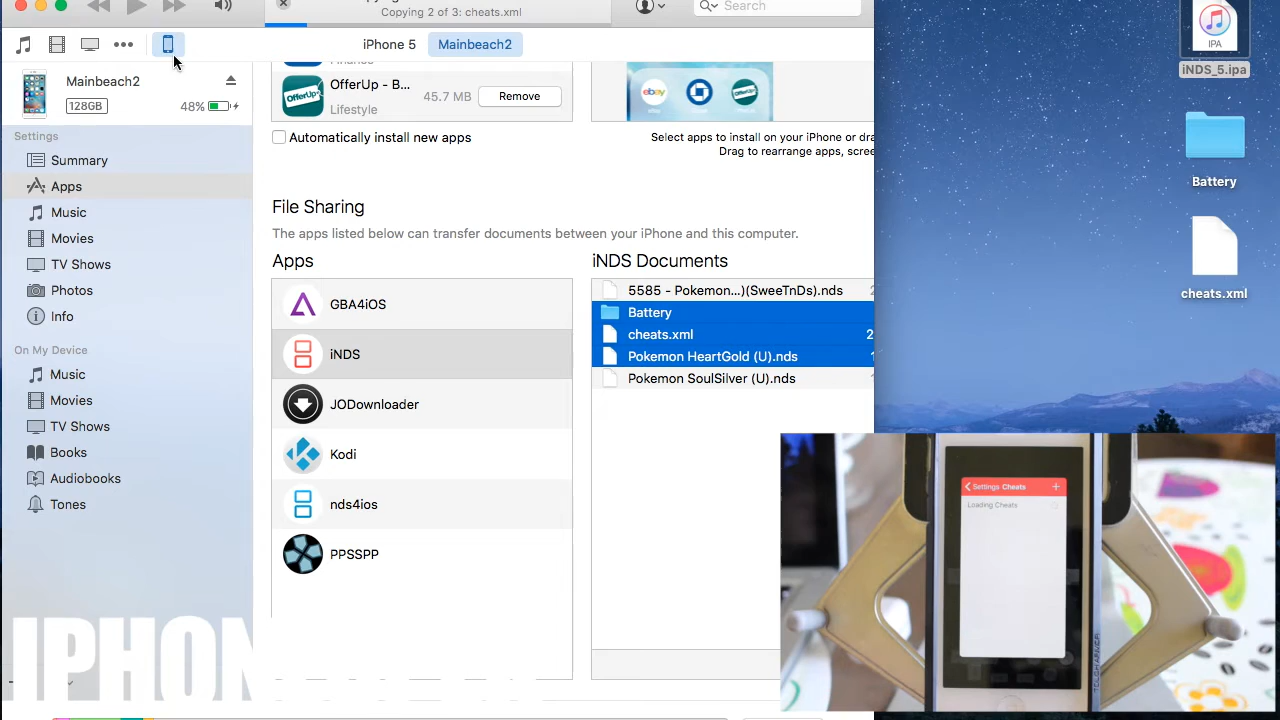 Copying 2 of 3: cheats.xml
Search
iPhone 5
Mainbeach2
Mainbeach2
128GB
48%
Settings
Summary
Apps
Music
Movies
TV Shows
Photos
Info
On My Device
Music
Movies
TV Shows
Books
Audiobooks
Tones
OfferUp
OfferUp - B...
Lifestyle
45.7 MB
Remove
Automatically install new apps
ebay
Select apps to install on your iPhone or
Drag to rearrange apps,
File Sharing
The apps listed below can transfer documents between your iPhone and this computer.
Apps
GBA4iOS
iNDS
JODownloader
Kodi
nds4ios
PPSSPP
iNDS Documents
5585 - Pokemon...)(SweeTnDs).nds
Battery
cheats.xml
Pokemon HeartGold (U).nds
Pokemon SoulSilver (U).nds
IPA
iNDS_5.ipa
Battery
cheats.xml
Settings Cheats +
Loading Cheats